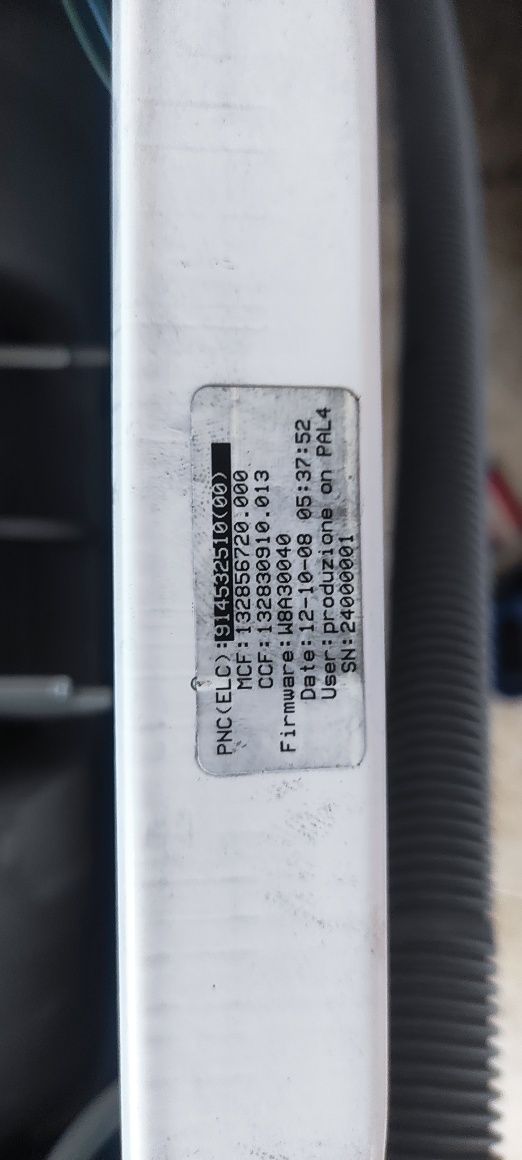 PNC(ELC):914532510(00)
MCF:132856720.000
CCF:132830910.013
Firmware:W8A30040
Date:12-10-08 05:37:52
User:produzione on PAL4
SN:24000001